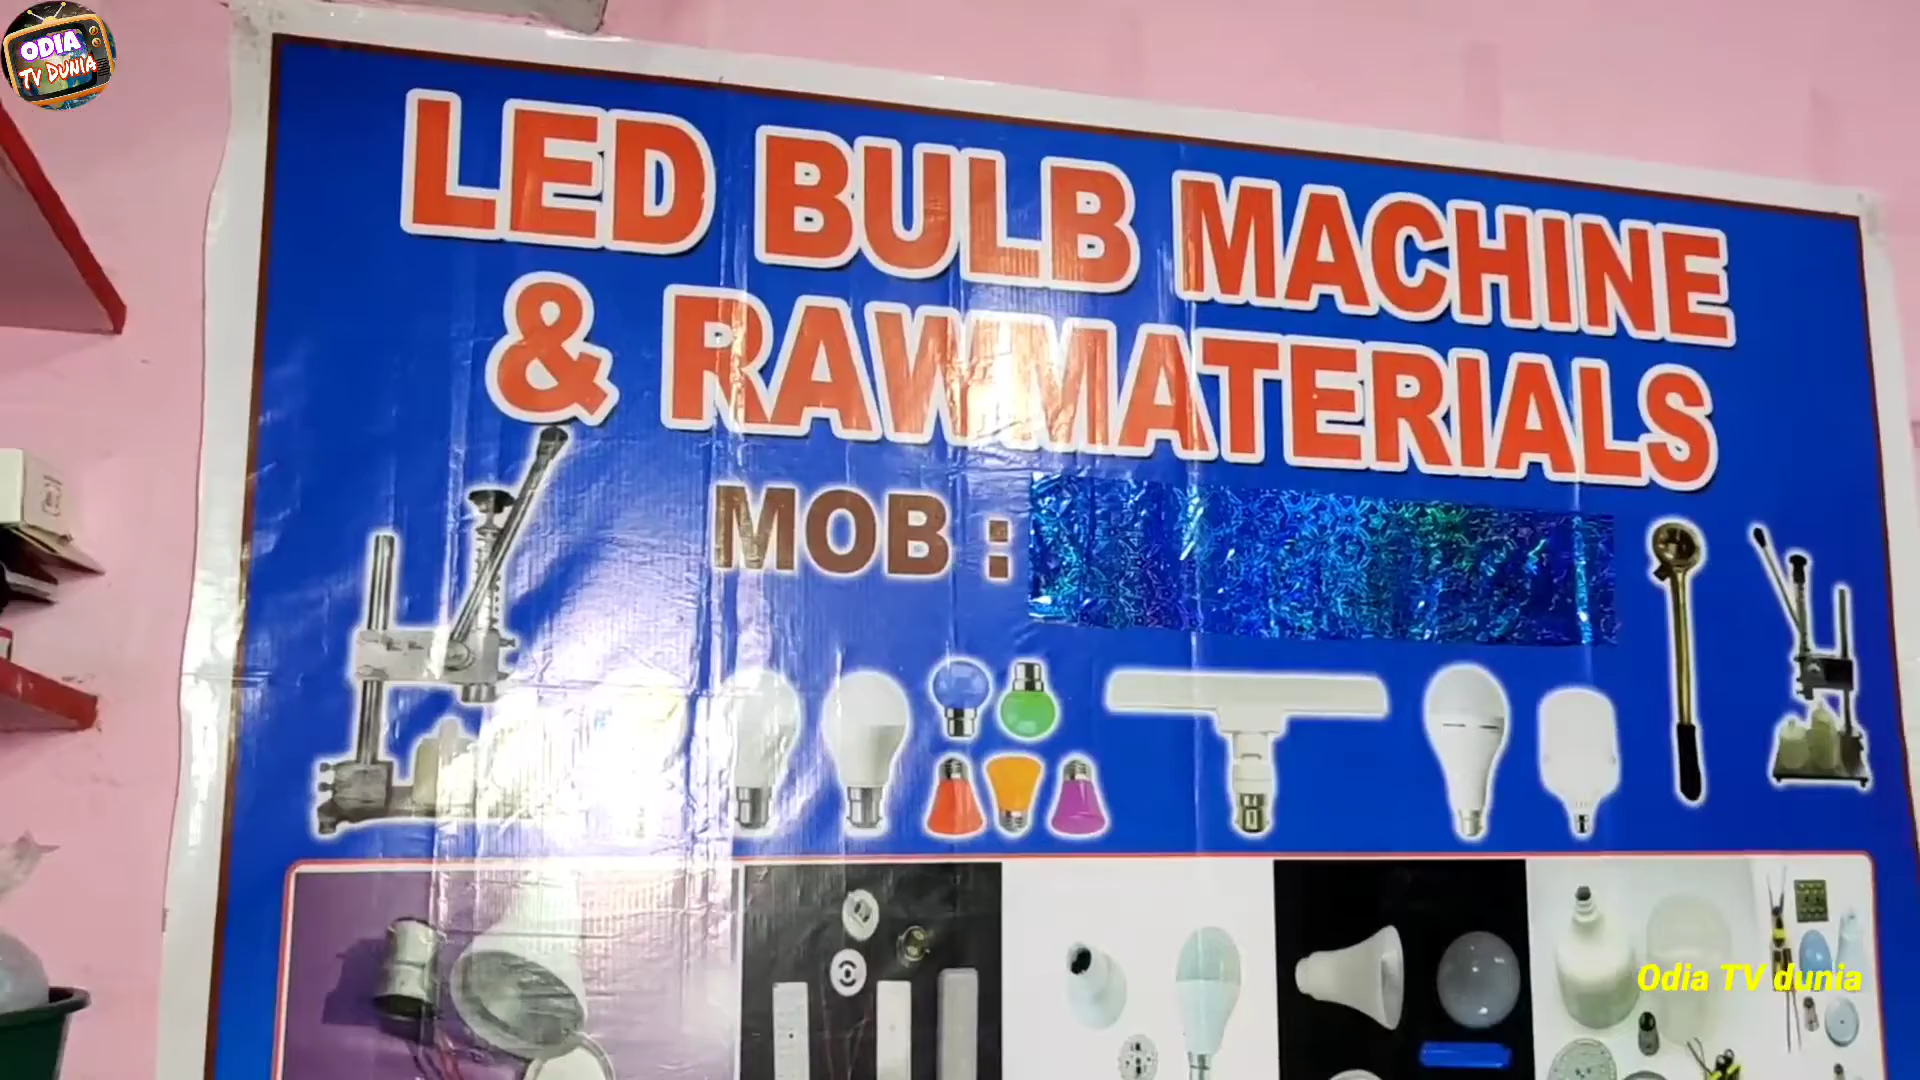 ODIA
TV DUNIA
LED BULB MACHINE
& RAWMATERIALS
MOB :
Odia TV dunia